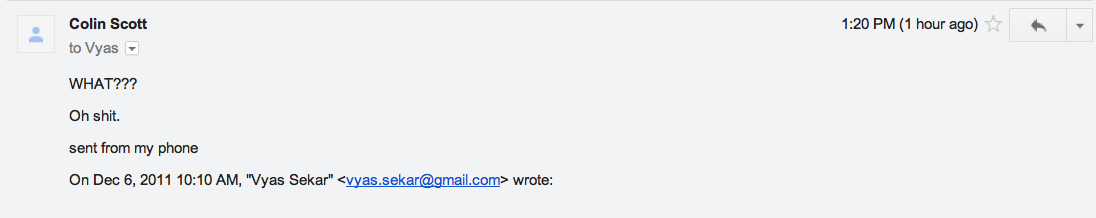 Colin Scott 1:20 PM (1 hour ago)
to Vyas
WHAT???
Oh shit.
sent from my phone
On Dec 6, 2011 10:10 AM, "Vyas Sekar" <vyas.sekar@gmail.com> wrote: